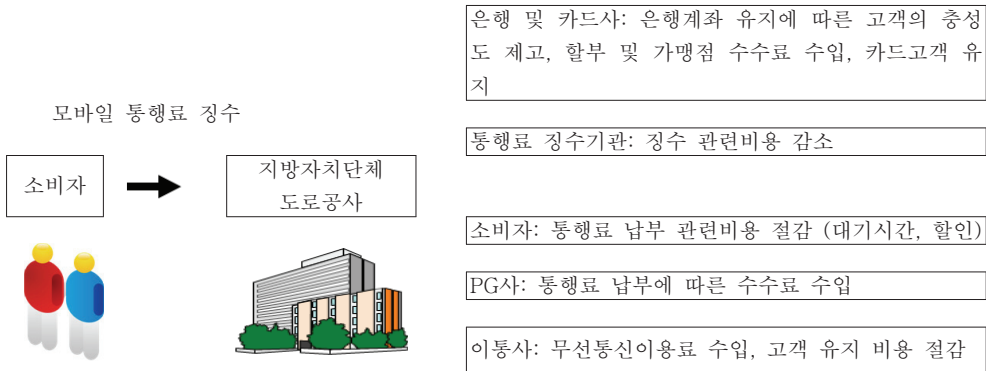 모바일 통행료 징수
소비자
지방자치단체
도로공사
은행 및 카드사: 은행계좌 유지에 따른 고객의 충성
도 제고, 할부 및 가맹점 수수료 수입, 카드고객 유
지
통행료 징수기관: 징수 관련비용 감소
소비자: 통행료 납부 관련비용 절감 (대기시간, 할인)
PG사: 통행료 납부에 따른 수수료 수입
이통사: 무선통신이용료 수입, 고객 유지 비용 절감